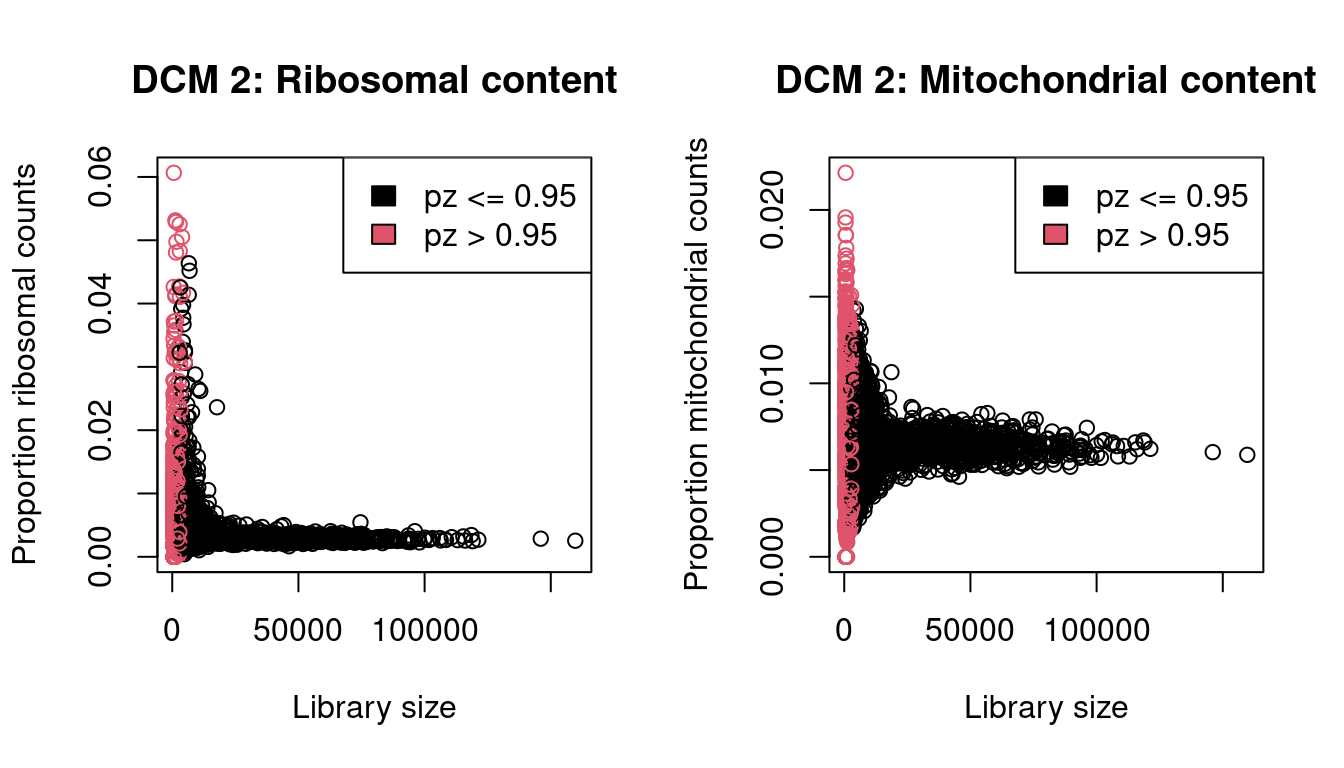 DCM 2: Ribosomal content
Proportion ribosomal counts
0.06
0.04
0.02
0.00
pz <= 0.95
pz > 0.95
0
50000
100000
Library size
DCM 2: Mitochondrial content
Proportion mitochondrial counts
0.020
0.010
0.000
pz <= 0.95
pz > 0.95
0
50000
100000
Library size